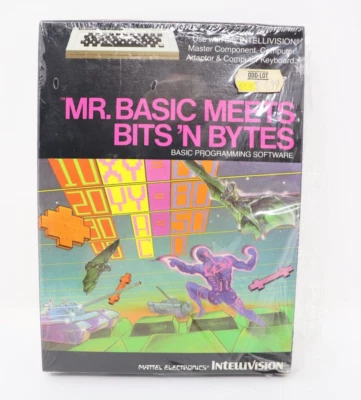 Use with INTELLIVISION®
Master Component, Computer
Adaptor & Computer Keyboard.
ODD-LOT
MR. BASIC MEETS
BITS 'N BYTES
BASIC PROGRAMMING SOFTWARE
MATTEL ELECTRONICS® INTELLIVISION